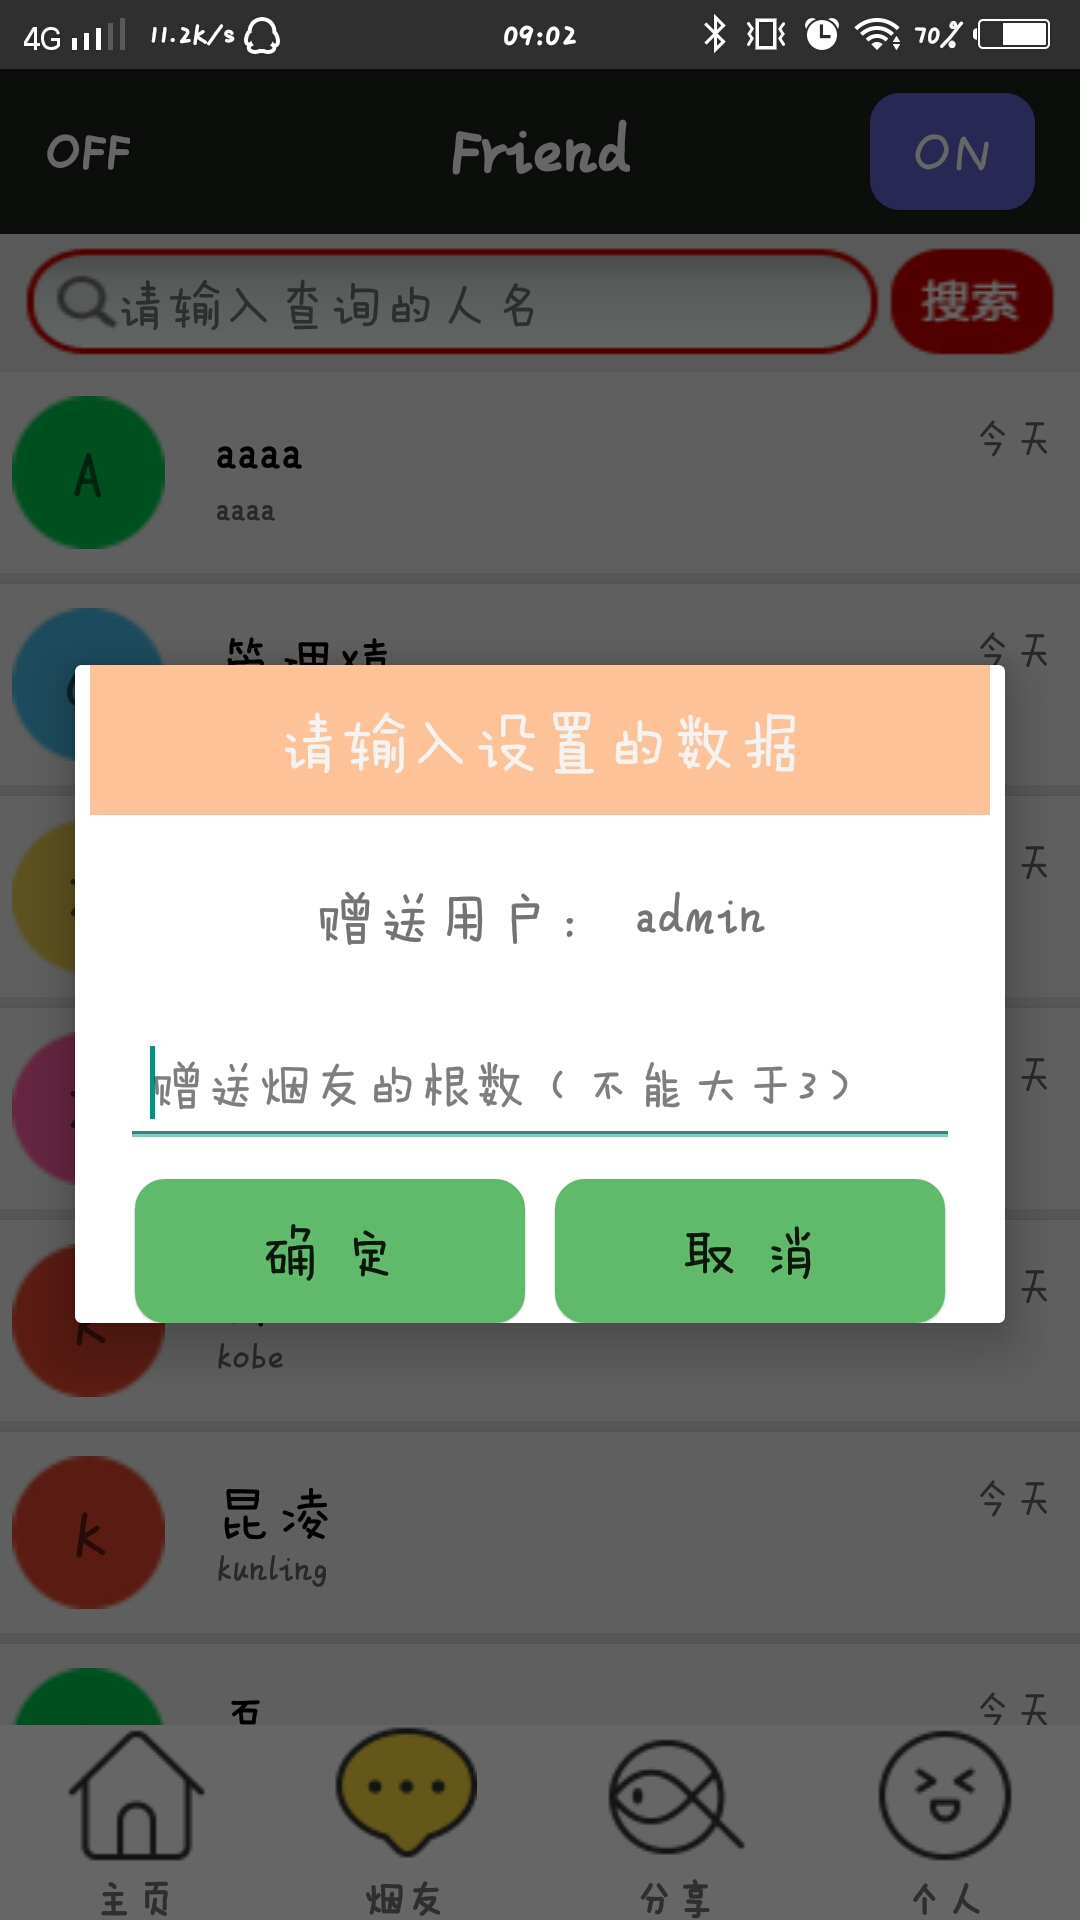 4G 11.2K/s 09:02 70%
OFF Friend ON
请输入查询的人名 搜索
A aaaa 今天
aaaa
今天
请输入设置的数据
天
赠送用户： admin
赠送烟友的根数（不能大于3）
天
确定 取消
天
kobe
K 昆凌 今天
kunling
今天
主页 烟友 分享 个人